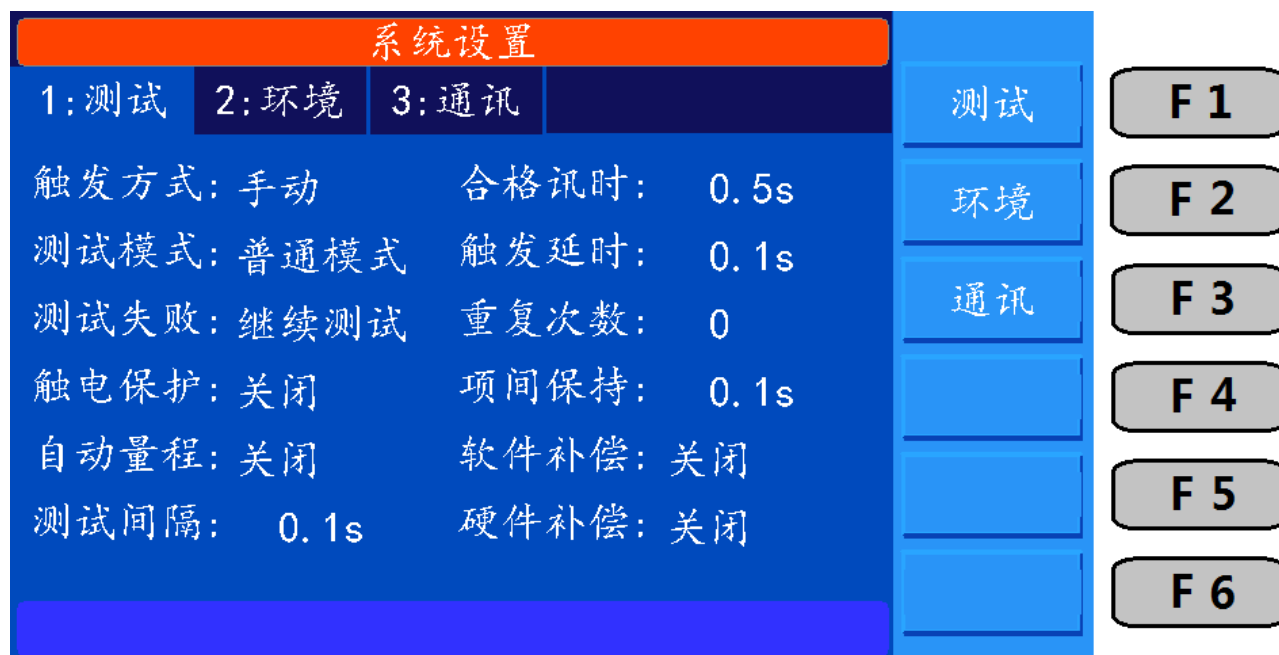 系统设置
1:测试 2:环境 3:通讯
触发方式: 手动 合格讯时: 0.5s
测试模式: 普通模式 触发延时: 0.1s
测试失败: 继续测试 重复次数: 0
触电保护: 关闭 项间保持: 0.1s
自动量程: 关闭 软件补偿: 关闭
测试间隔: 0.1s 硬件补偿: 关闭
测试 F1
环境 F2
通讯 F3
F4
F5
F6